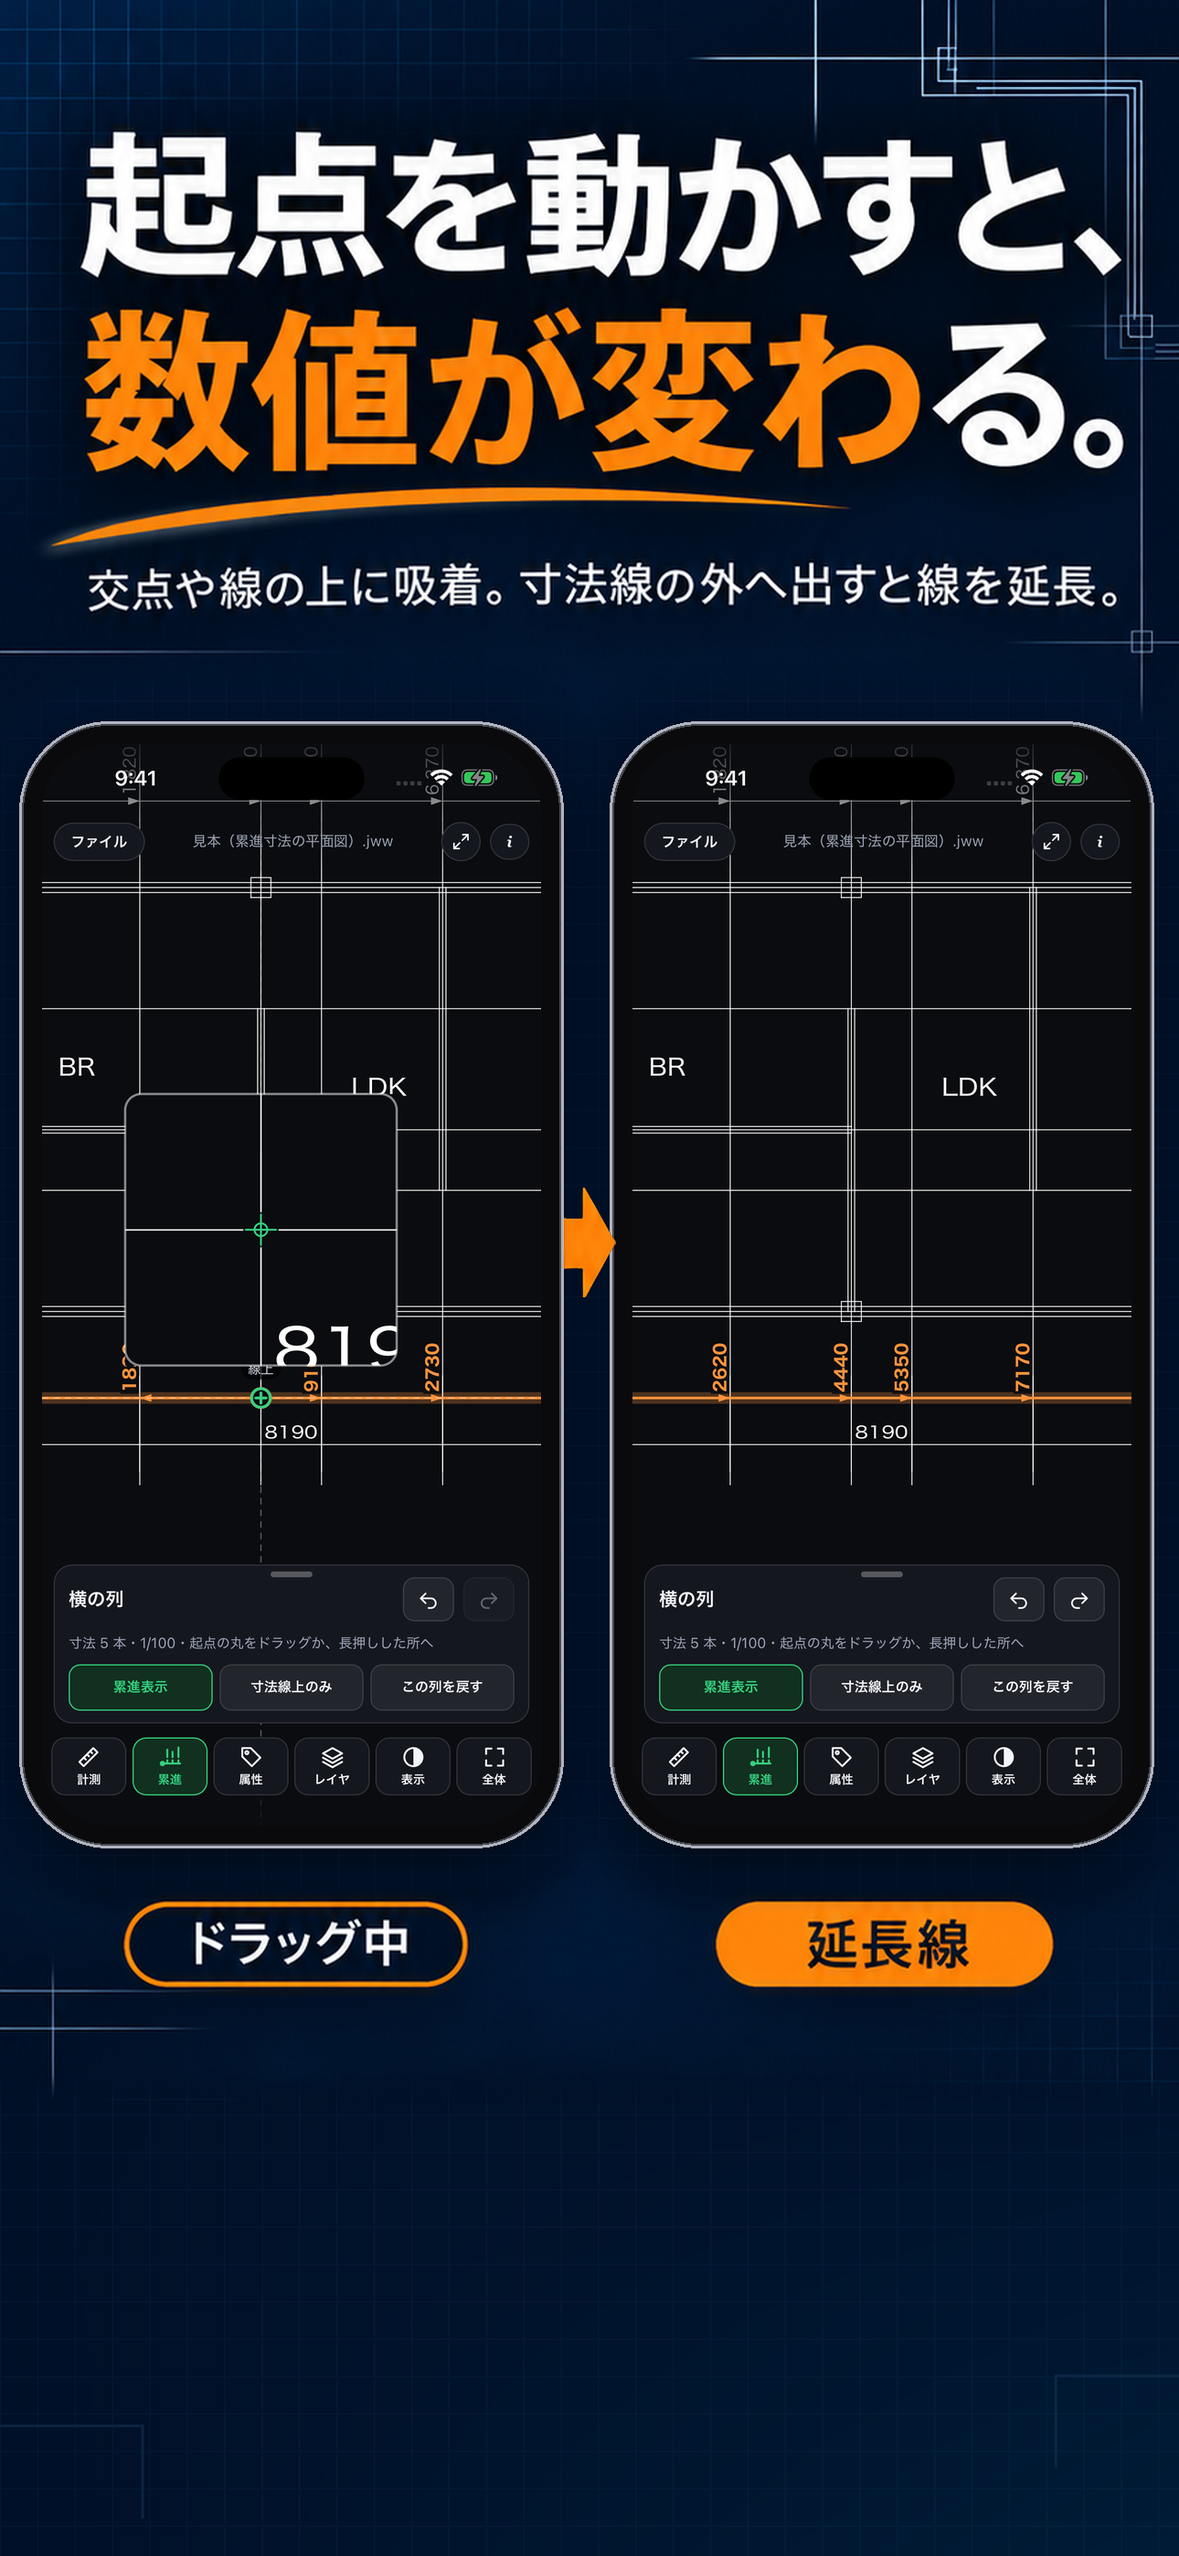 起点を動かすと、
数値が変わる。
交点や線の上に吸着。寸法線の外へ出すと線を延長。
9:41
ファイル
見本（累進寸法の平面図）.jww
i
BR
LDK
819
線上
2730
8190
横の列
寸法 5 本・1/100・起点の丸をドラッグか、長押しした所へ
累進表示
寸法線上のみ
この列を戻す
計測
累進
属性
レイヤ
表示
全体
ドラッグ中
9:41
ファイル
見本（累進寸法の平面図）.jww
i
BR
LDK
2620
4440
5350
7170
8190
横の列
寸法 5 本・1/100・起点の丸をドラッグか、長押しした所へ
累進表示
寸法線上のみ
この列を戻す
計測
累進
属性
レイヤ
表示
全体
延長線